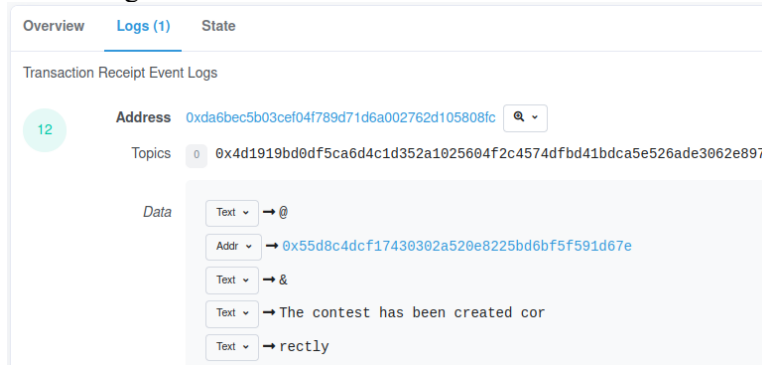 Overview Logs (1) State
Transaction Receipt Event Logs
12
Address 0xda6bec5b03cef04f789d71d6a002762d105808fc
Topics 0 0x4d1919bd0df5ca6d4c1d352a1025604f2c4574dfbd41bdca5e526ade3062e897
Data
Text → @
Addr → 0x55d8c4dcf17430302a520e8225bd6bf5f591d67e
Text → &
Text → The contest has been created cor
Text → rectly